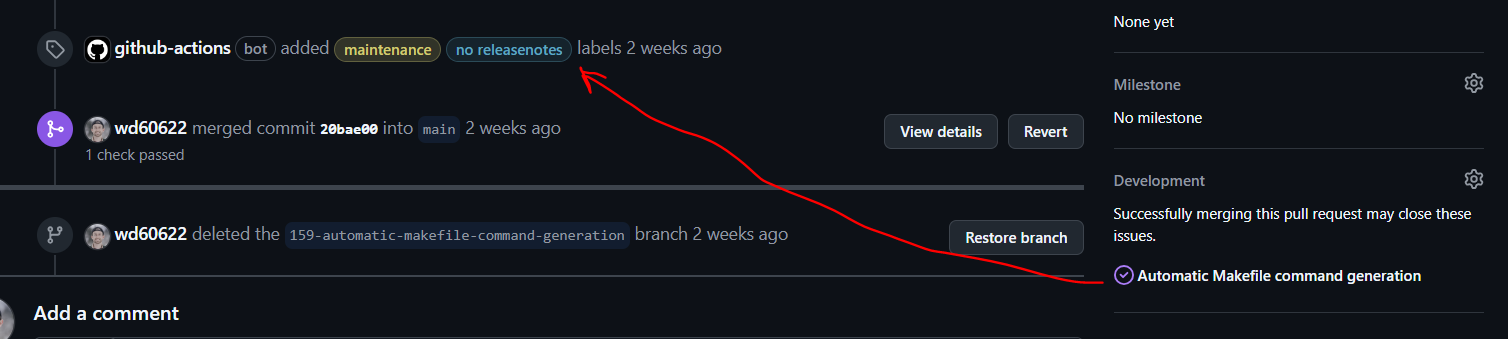 None yet
github-actions bot added maintenance no releasenotes labels 2 weeks ago
Milestone
No milestone
wd60622 merged commit 20bae00 into main 2 weeks ago
View details
Revert
1 check passed
Development
Successfully merging this pull request may close these
issues.
wd60622 deleted the 159-automatic-makefile-command-generation branch 2 weeks ago
Restore branch
Automatic Makefile command generation
Add a comment